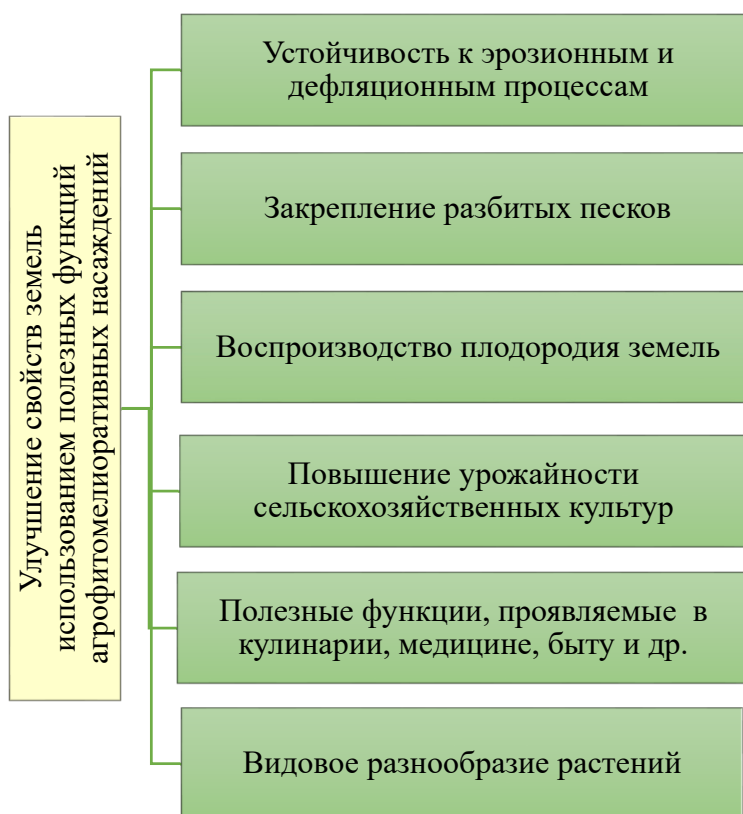 Улучшение свойств земель
использованием полезных функций
агрофитомелиоративных насаждений
Устойчивость к эрозионным и
дефляционным процессам
Закрепление разбитых песков
Воспроизводство плодородия земель
Повышение урожайности
сельскохозяйственных культур
Полезные функции, проявляемые в
кулинарии, медицине, быту и др.
Видовое разнообразие растений